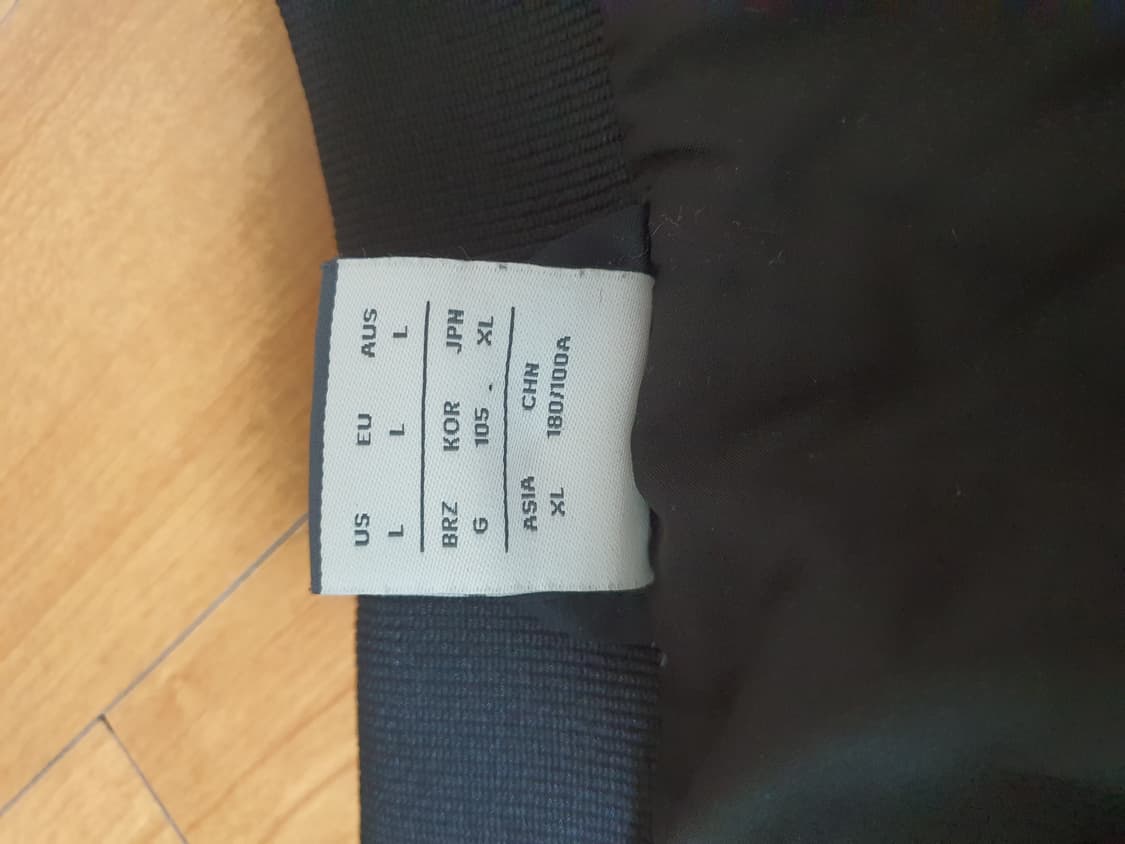 US EU AUS
L L L
BRZ KOR JPN
G 105 . XL
ASIA CHN
XL 180/100A